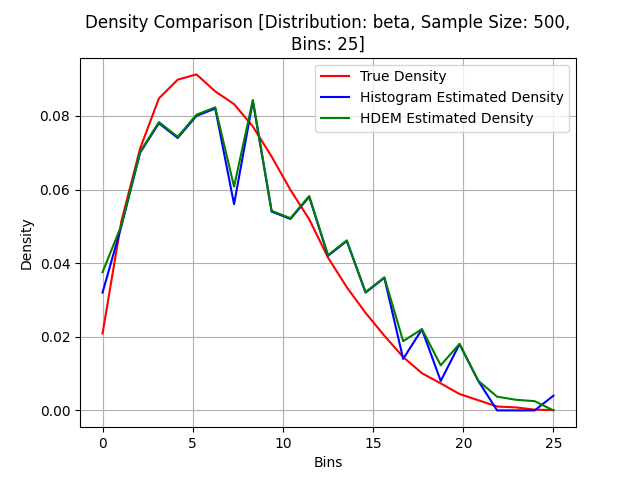 Density Comparison [Distribution: beta, Sample Size: 500,
Bins: 25]
True Density
Histogram Estimated Density
HDEM Estimated Density
Density
0.08
0.06
0.04
0.02
0.00
0 5 10 15 20 25
Bins